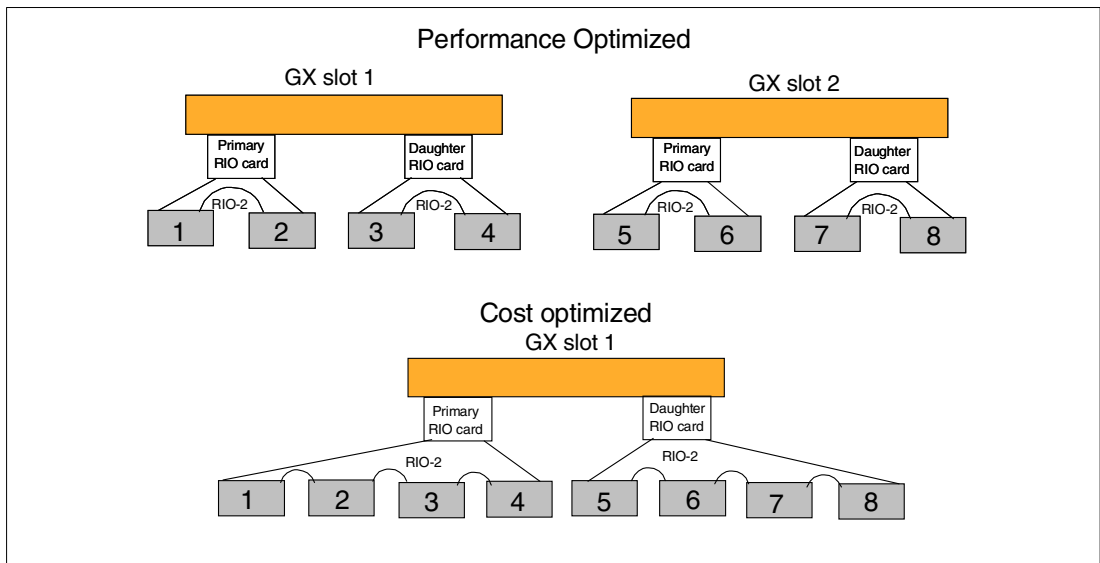 Performance Optimized
GX slot 1
GX slot 2
Primary
RIO card
Daughter
RIO card
Primary
RIO card
Daughter
RIO card
RIO-2
RIO-2
RIO-2
RIO-2
1
2
3
4
5
6
7
8
Cost optimized
GX slot 1
Primary
RIO card
Daughter
RIO card
RIO-2
RIO-2
1
2
3
4
5
6
7
8